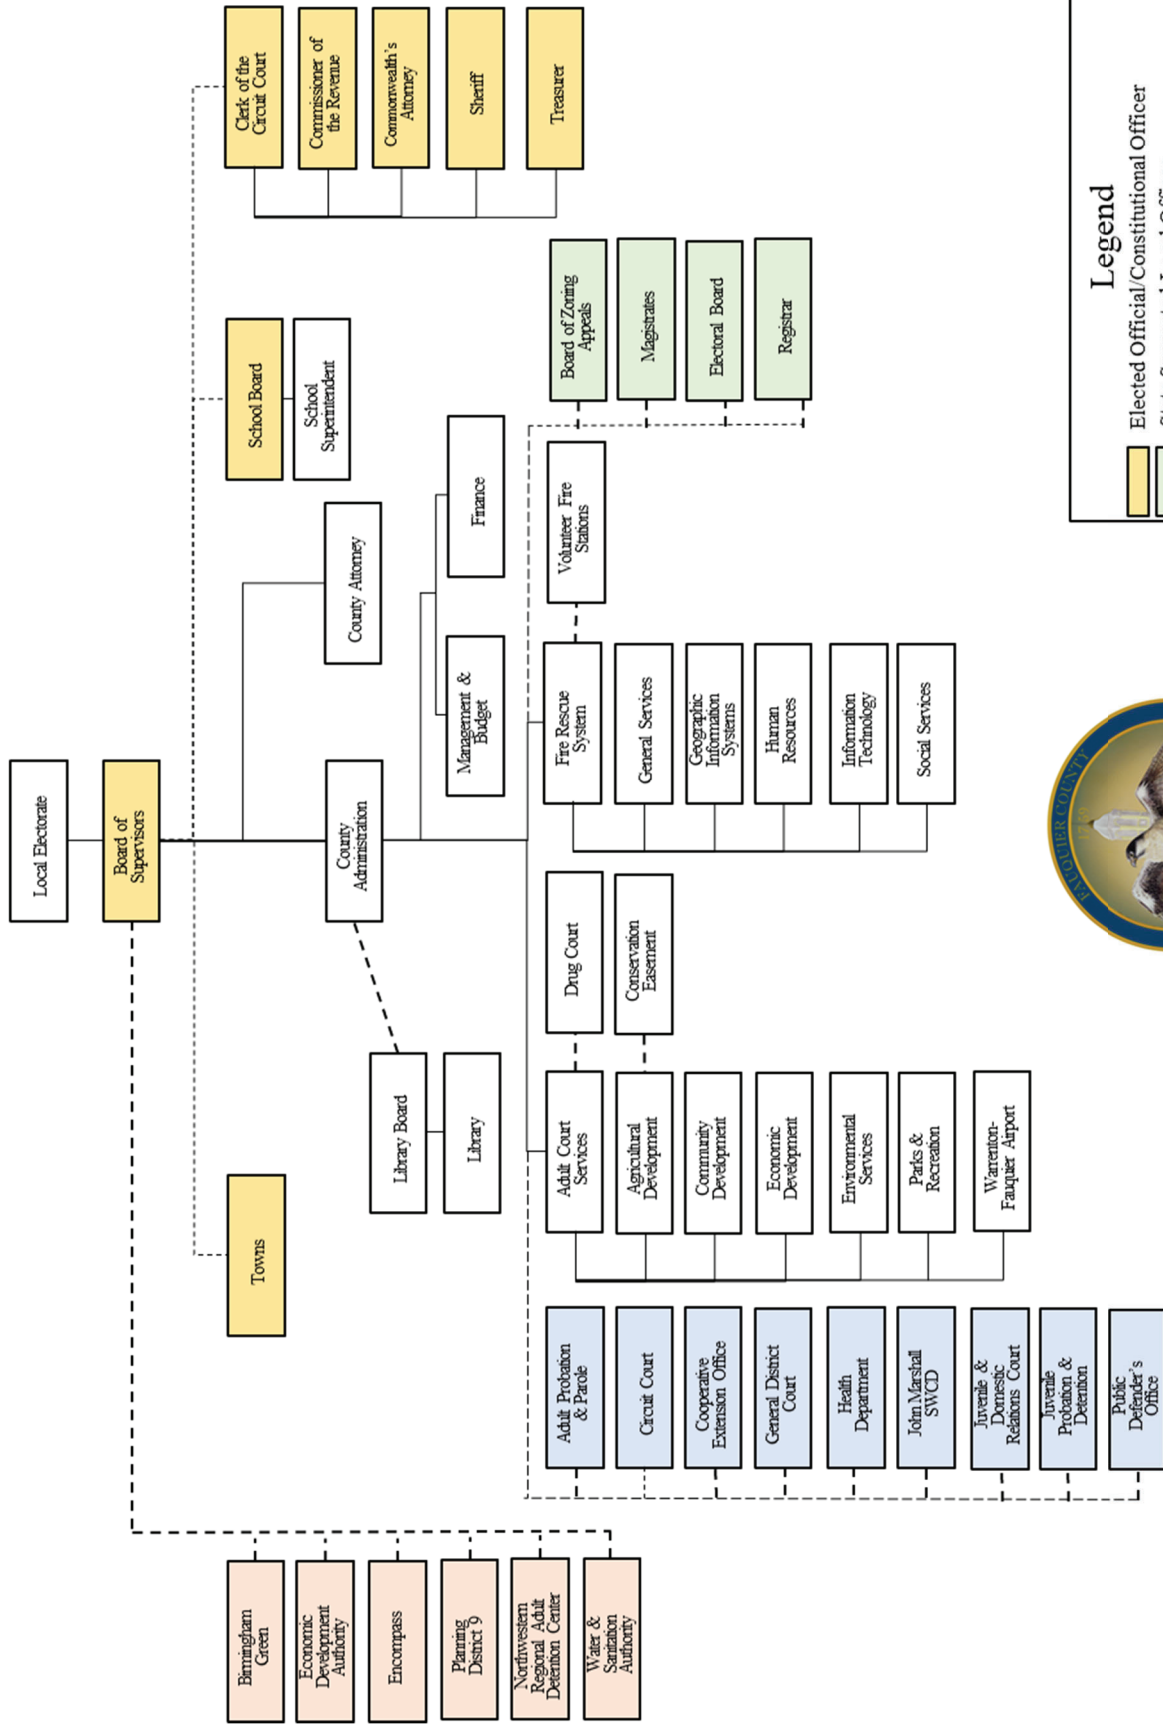 Local Electorate
Board of
Supervisors
Towns
School Board
School
Superintendent
Clerk of the
Circuit Court
Commissioner of
the Revenue
Commonwealth's
Attorney
Sheriff
Treasurer
County Attorney
County
Administration
Library Board
Library
Management &
Budget
Finance
Birmingham
Green
Economic
Development
Authority
Encompass
Planning
District 9
Northwestern
Regional Adult
Detention Center
Water &
Sanitation
Authority
Adult Probation
& Parole
Circuit Court
Cooperative
Extension Office
General District
Court
Health
Department
John Marshall
SWCD
Juvenile &
Domestic
Relations Court
Juvenile
Probation &
Detention
Public
Defender's
Office
Adult Court
Services
Agricultural
Development
Community
Development
Economic
Development
Environmental
Services
Parks &
Recreation
Warrenton-
Fauquier Airport
Drug Court
Conservation
Easement
Fire Rescue
System
General Services
Geographic
Information
Systems
Human
Resources
Information
Technology
Social Services
Volunteer Fire
Stations
Board of Zoning
Appeals
Magistrates
Electoral Board
Registrar
FAUQUIER COUNTY
1759
Legend
Elected Official/Constitutional Officer